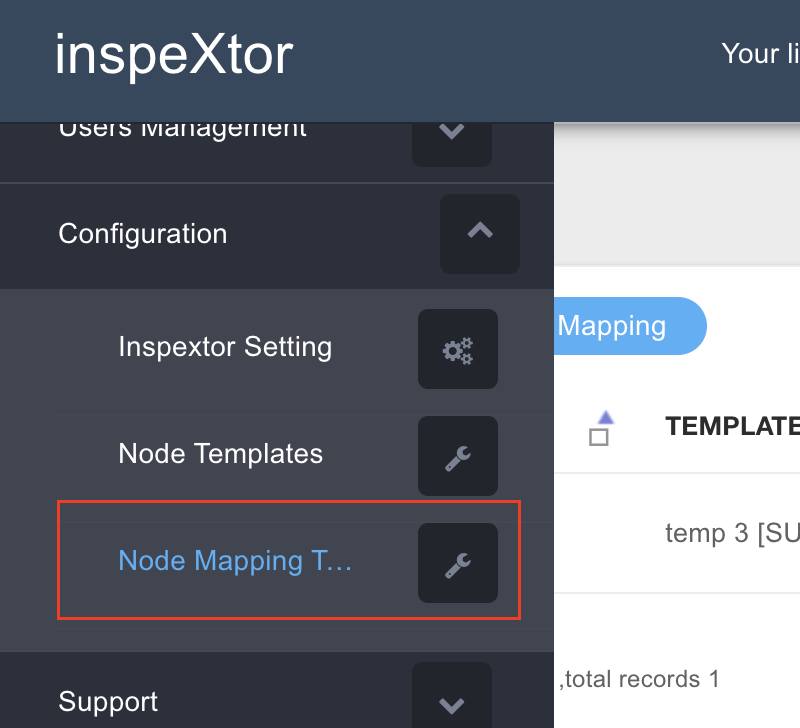 inspeXtor
Your li
Users Management
Configuration
Inspextor Setting
Mapping
TEMPLATE
Node Templates
temp 3 [SU
Node Mapping T...
,total records 1
Support